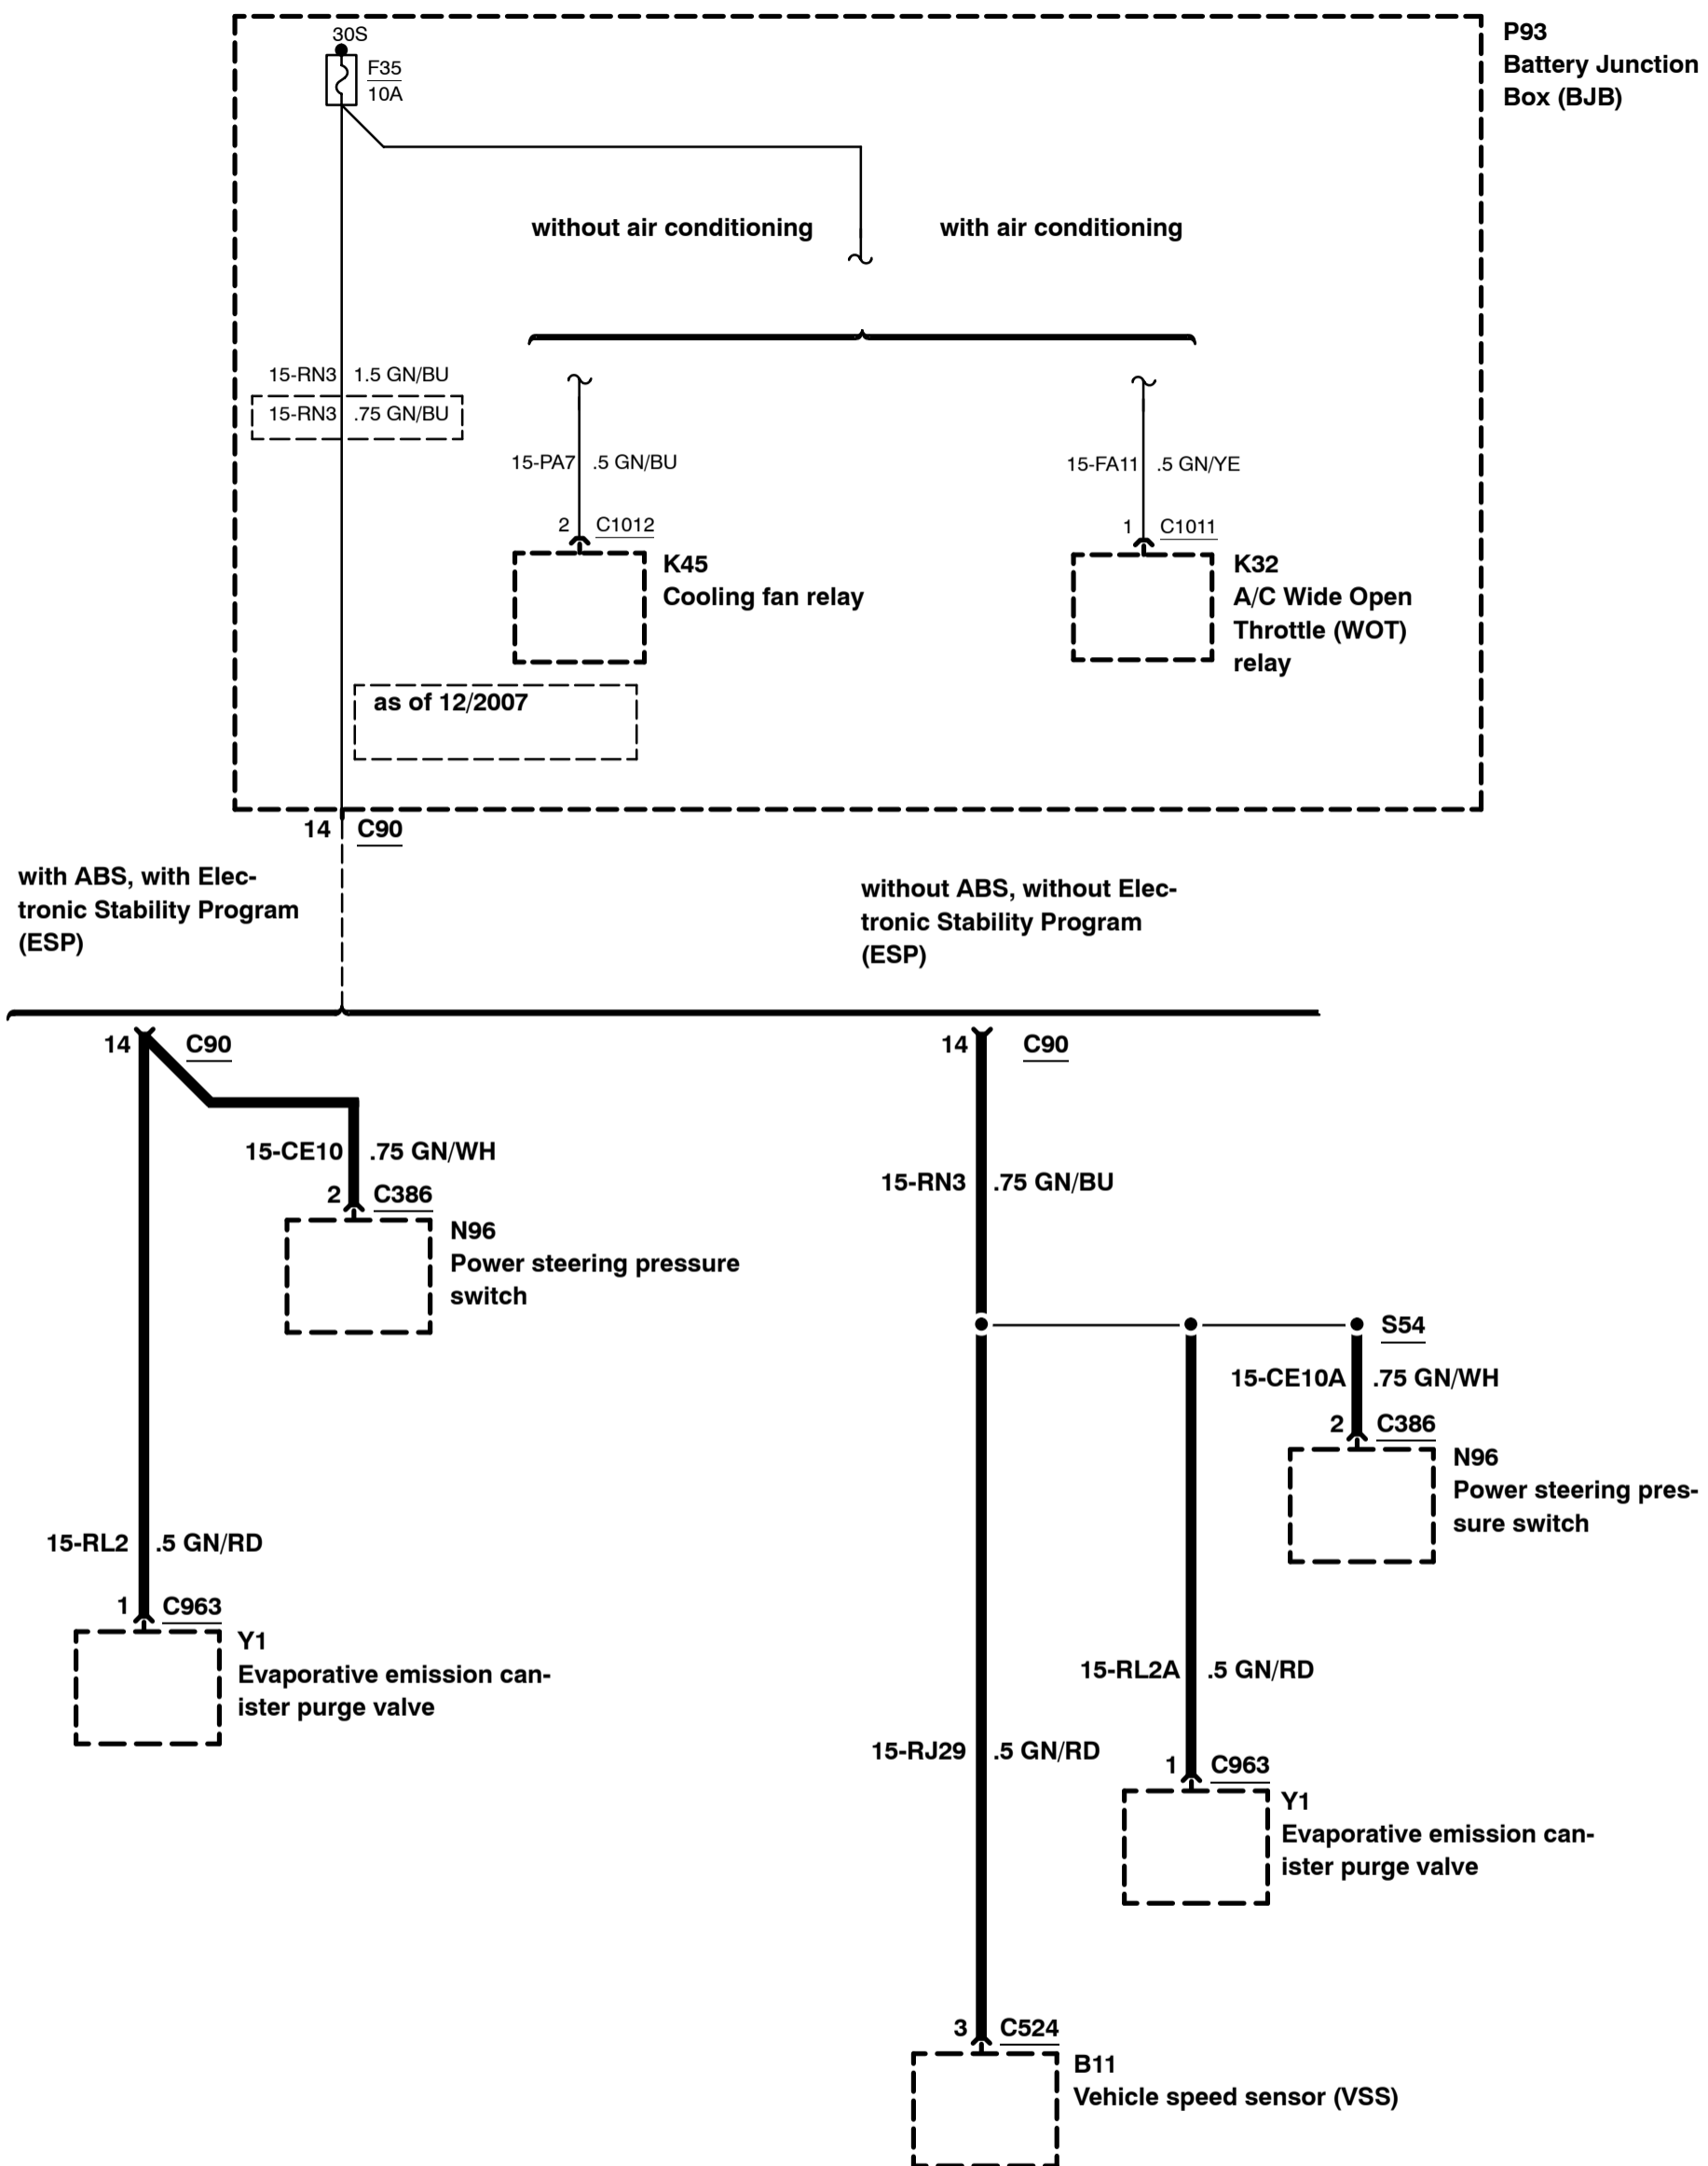 30S
F35
10A
P93
Battery Junction
Box (BJB)
without air conditioning
with air conditioning
15-RN3 1.5 GN/BU
15-RN3 .75 GN/BU
15-PA7 .5 GN/BU
15-FA11 .5 GN/YE
2 C1012
1 C1011
K45
Cooling fan relay
K32
A/C Wide Open
Throttle (WOT)
relay
as of 12/2007
14 C90
with ABS, with Elec-
tronic Stability Program
(ESP)
without ABS, without Elec-
tronic Stability Program
(ESP)
14 C90
14 C90
15-CE10 .75 GN/WH
15-RN3 .75 GN/BU
2 C386
N96
Power steering pressure
switch
S54
15-CE10A .75 GN/WH
2 C386
N96
Power steering pres-
sure switch
15-RL2 .5 GN/RD
1 C963
Y1
Evaporative emission can-
ister purge valve
15-RL2A .5 GN/RD
15-RJ29 .5 GN/RD
1 C963
Y1
Evaporative emission can-
ister purge valve
3 C524
B11
Vehicle speed sensor (VSS)